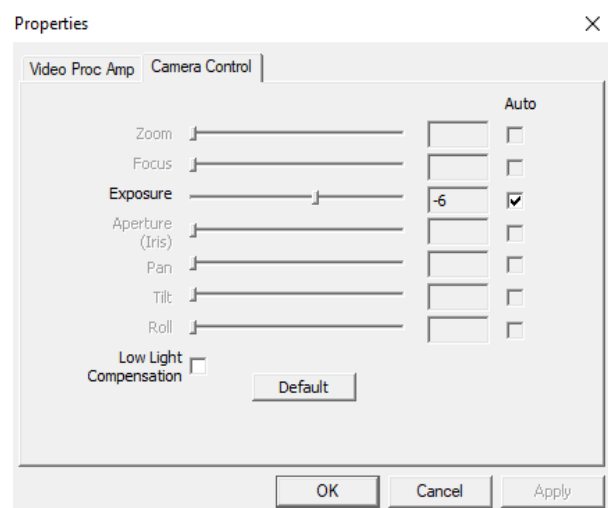 Properties
Video Proc Amp
Camera Control
Auto
Zoom
Focus
Exposure
-6
Aperture
(Iris)
Pan
Tilt
Roll
Low Light
Compensation
Default
OK
Cancel
Apply